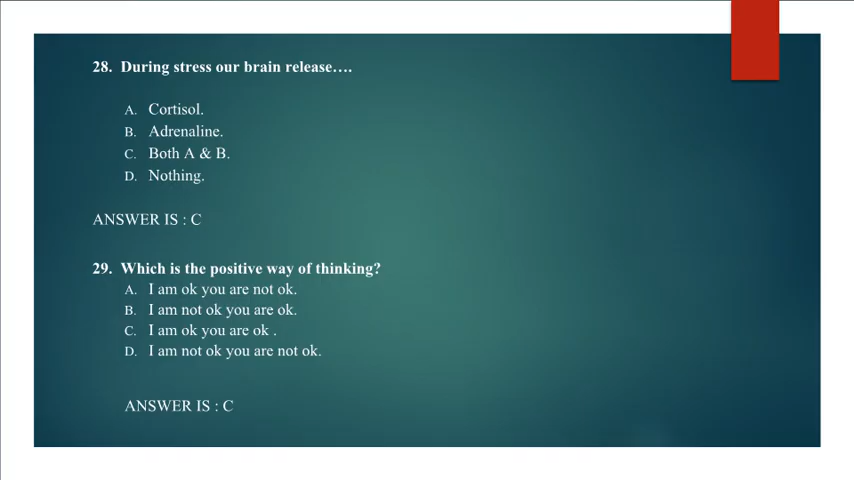 28. During stress our brain release….
A. Cortisol.
B. Adrenaline.
C. Both A & B.
D. Nothing.
ANSWER IS : C
29. Which is the positive way of thinking?
A. I am ok you are not ok.
B. I am not ok you are ok.
C. I am ok you are ok .
D. I am not ok you are not ok.
ANSWER IS : C